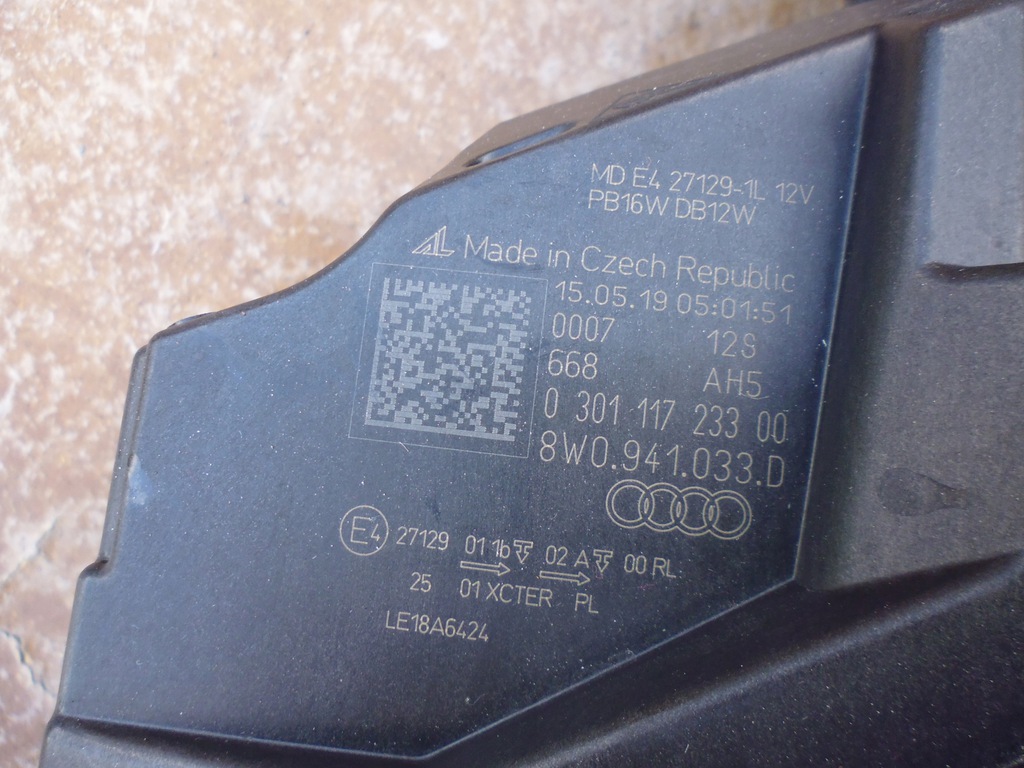 MD E4 27129-1L 12V
PB16W DB12W
AL Made in Czech Republic
15.05.19 05:01:51
0007 12S
668 AH5
0 301 117 233 00
8W0.941.033.D
E4 27129 01 1b 02 A 00 RL
25 01 XCTER PL
LE18A6424